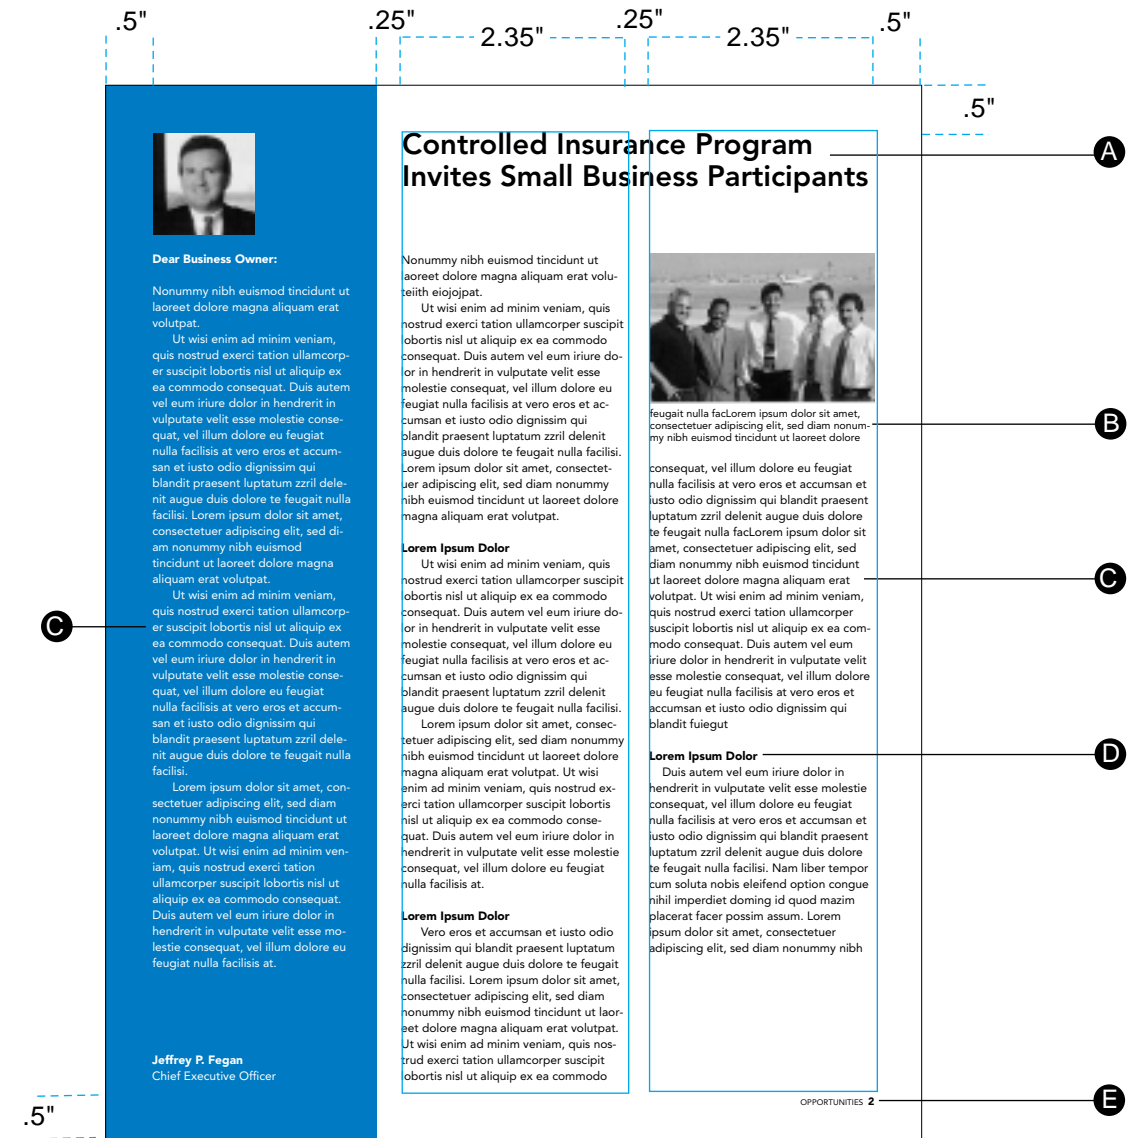 .5"
.25"
2.35"
.25"
2.35"
.5"
.5"
Controlled Insurance Program
Invites Small Business Participants
A
Dear Business Owner:
Nonummy nibh euismod tincidunt ut
laoreet dolore magna aliquam erat
volutpat.
Ut wisi enim ad minim veniam,
quis nostrud exerci tation ullamcorp-
er suscipit lobortis nisl ut aliquip ex
ea commodo consequat. Duis autem
vel eum iriure dolor in hendrerit in
vulputate velit esse molestie conse-
quat, vel illum dolore eu feugiat
nulla facilisis at vero eros et accum-
san et iusto odio dignissim qui
blandit praesent luptatum zzril dele-
nit augue duis dolore te feugait nulla
facilisi. Lorem ipsum dolor sit amet,
consectetuer adipiscing elit, sed di-
am nonummy nibh euismod
tincidunt ut laoreet dolore magna
aliquam erat volutpat.
Ut wisi enim ad minim veniam,
quis nostrud exerci tation ullamcorp-
er suscipit lobortis nisl ut aliquip ex
ea commodo consequat. Duis autem
vel eum iriure dolor in hendrerit in
vulputate velit esse molestie conse-
quat, vel illum dolore eu feugiat
nulla facilisis at vero eros et accum-
san et iusto odio dignissim qui
blandit praesent luptatum zzril dele-
nit augue duis dolore te feugait nulla
facilisi.
Lorem ipsum dolor sit amet, con-
sectetuer adipiscing elit, sed diam
nonummy nibh euismod tincidunt ut
laoreet dolore magna aliquam erat
volutpat. Ut wisi enim ad minim ven-
iam, quis nostrud exerci tation
ullamcorper suscipit lobortis nisl ut
aliquip ex ea commodo consequat.
Duis autem vel eum iriure dolor in
hendrerit in vulputate velit esse mo-
lestie consequat, vel illum dolore eu
feugiat nulla facilisis at.
C
Jeffrey P. Fegan
Chief Executive Officer
.5"
Nonummy nibh euismod tincidunt ut
laoreet dolore magna aliquam erat volu-
teiith eiojojpat.
Ut wisi enim ad minim veniam, quis
nostrud exerci tation ullamcorper suscipit
lobortis nisl ut aliquip ex ea commodo
consequat. Duis autem vel eum iriure do-
lor in hendrerit in vulputate velit esse
molestie consequat, vel illum dolore eu
feugiat nulla facilisis at vero eros et ac-
cumsan et iusto odio dignissim qui
blandit praesent luptatum zzril delenit
augue duis dolore te feugait nulla facilisi.
Lorem ipsum dolor sit amet, consectet-
uer adipiscing elit, sed diam nonummy
nibh euismod tincidunt ut laoreet dolore
magna aliquam erat volutpat.
Lorem Ipsum Dolor
Ut wisi enim ad minim veniam, quis
nostrud exerci tation ullamcorper suscipit
lobortis nisl ut aliquip ex ea commodo
consequat. Duis autem vel eum iriure do-
lor in hendrerit in vulputate velit esse
molestie consequat, vel illum dolore eu
feugiat nulla facilisis at vero eros et ac-
cumsan et iusto odio dignissim qui
blandit praesent luptatum zzril delenit
augue duis dolore te feugait nulla facilisi.
Lorem ipsum dolor sit amet, consec-
tetuer adipiscing elit, sed diam nonummy
nibh euismod tincidunt ut laoreet dolore
magna aliquam erat volutpat. Ut wisi
enim ad minim veniam, quis nostrud ex-
erci tation ullamcorper suscipit lobortis
nisl ut aliquip ex ea commodo conse-
quat. Duis autem vel eum iriure dolor in
hendrerit in vulputate velit esse molestie
consequat, vel illum dolore eu feugiat
nulla facilisis at.
Lorem Ipsum Dolor
Vero eros et accumsan et iusto odio
dignissim qui blandit praesent luptatum
zzril delenit augue duis dolore te feugait
nulla facilisi. Lorem ipsum dolor sit amet,
consectetuer adipiscing elit, sed diam
nonummy nibh euismod tincidunt ut laor-
eet dolore magna aliquam erat volutpat.
Ut wisi enim ad minim veniam, quis nos-
trud exerci tation ullamcorper suscipit
lobortis nisl ut aliquip ex ea commodo
feugait nulla facLorem ipsum dolor sit amet,
consectetuer adipiscing elit, sed diam nonum-
my nibh euismod tincidunt ut laoreet dolore
B
consequat, vel illum dolore eu feugiat
nulla facilisis at vero eros et accumsan et
iusto odio dignissim qui blandit praesent
luptatum zzril delenit augue duis dolore
te feugait nulla facLorem ipsum dolor sit
amet, consectetuer adipiscing elit, sed
diam nonummy nibh euismod tincidunt
ut laoreet dolore magna aliquam erat
volutpat. Ut wisi enim ad minim veniam,
quis nostrud exerci tation ullamcorper
suscipit lobortis nisl ut aliquip ex ea com-
modo consequat. Duis autem vel eum
iriure dolor in hendrerit in vulputate velit
esse molestie consequat, vel illum dolore
eu feugiat nulla facilisis at vero eros et
accumsan et iusto odio dignissim qui
blandit fuiegut
C
Lorem Ipsum Dolor
D
Duis autem vel eum iriure dolor in
hendrerit in vulputate velit esse molestie
consequat, vel illum dolore eu feugiat
nulla facilisis at vero eros et accumsan et
iusto odio dignissim qui blandit praesent
luptatum zzril delenit augue duis dolore
te feugait nulla facilisi. Nam liber tempor
cum soluta nobis eleifend option congue
nihil imperdiet doming id quod mazim
placerat facer possim assum. Lorem
ipsum dolor sit amet, consectetuer
adipiscing elit, sed diam nonummy nibh
OPPORTUNITIES 2
E